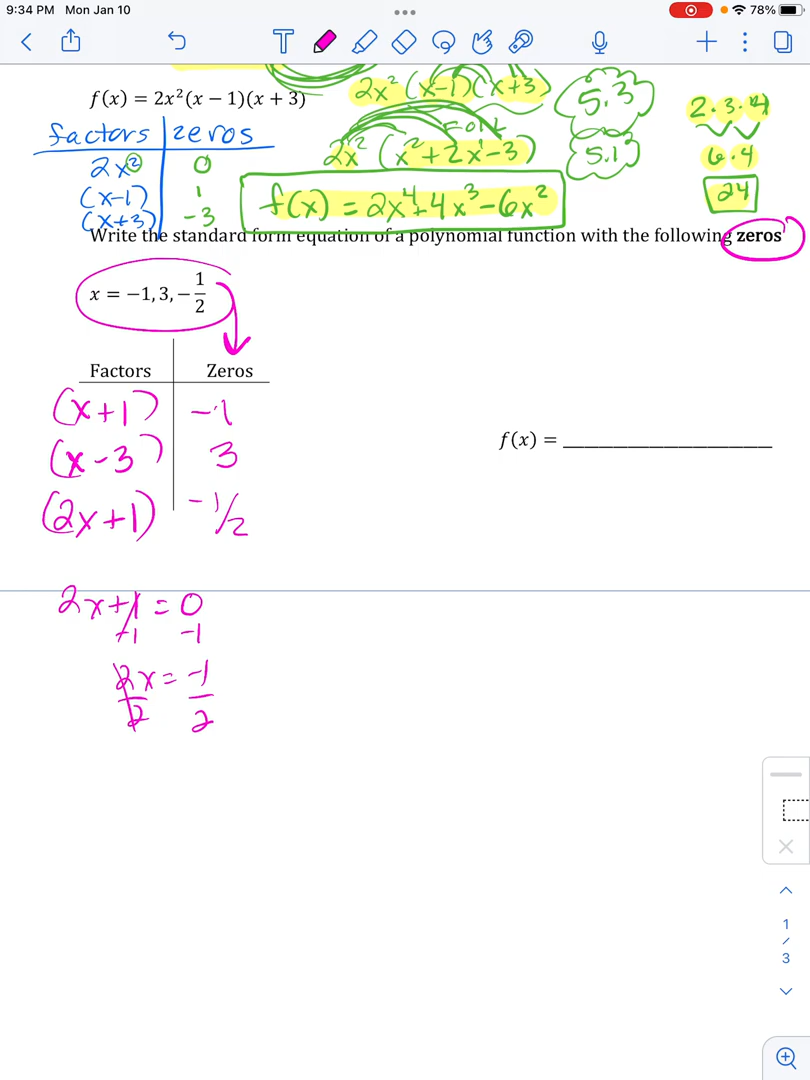 9:34 PM Mon Jan 10
78%
T
2x²(x-1)(x+3)
f(x) = 2x²(x − 1)(x + 3)
5.3
2·3·4
factors | zeros
FOIL
2x² (x²+2x-3)
5.1
6·4
2x² 0
24
(x-1) 1
f(x) = 2x⁴+4x³-6x²
(x+3) -3
Write the standard form equation of a polynomial function with the following zeros
x = −1, 3, −1/2
Factors Zeros
(x+1) -1
f(x) = ____________________
(x-3) 3
(2x+1) -1/2
2x+1 = 0
-1 -1
2x = -1
2 2
1
/
3